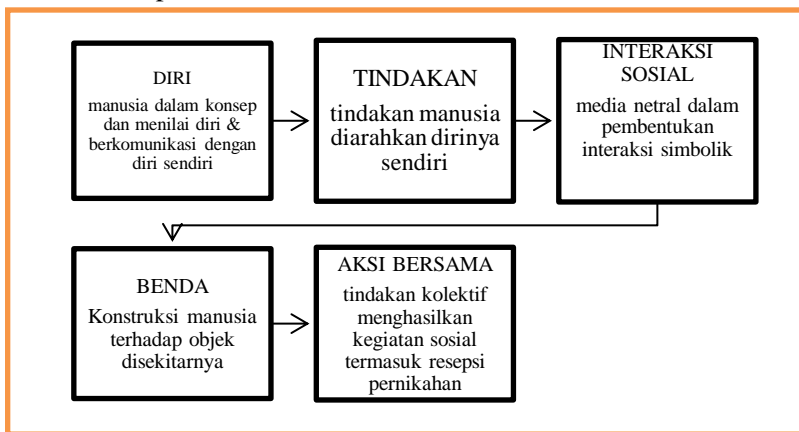 DIRI
manusia dalam konsep
dan menilai diri &
berkomunikasi dengan
diri sendiri
TINDAKAN
tindakan manusia
diarahkan dirinya
sendiri
INTERAKSI
SOSIAL
media netral dalam
pembentukan
interaksi simbolik
BENDA
Konstruksi manusia
terhadap objek
disekitarnya
AKSI BERSAMA
tindakan kolektif
menghasilkan
kegiatan sosial
termasuk resepsi
pernikahan